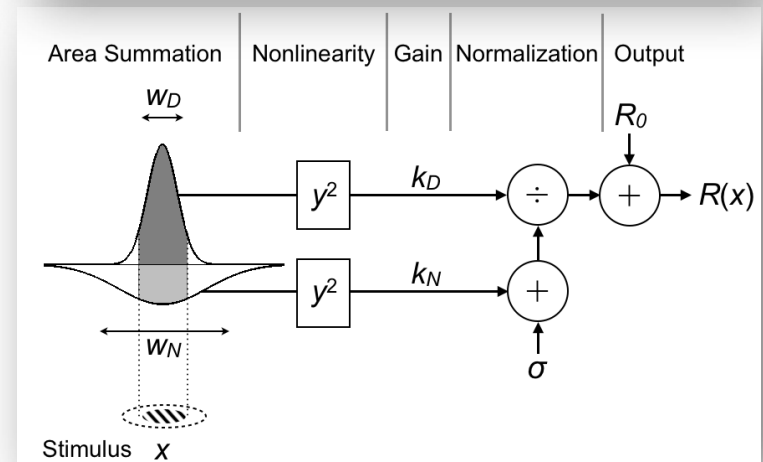 Area Summation Nonlinearity Gain Normalization Output
w_D
R_0
y² k_D ÷ + R(x)
y² k_N +
w_N
σ
Stimulus x